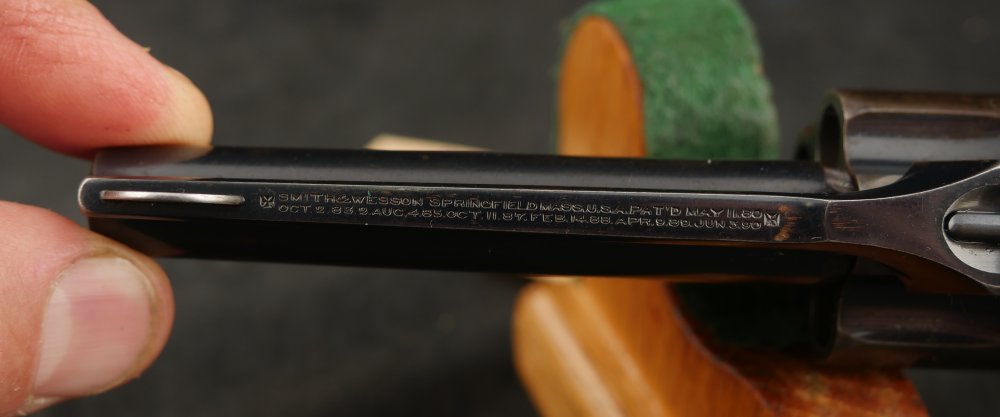 SMITH & WESSON SPRINGFIELD MASS. U.S.A. PAT'D MAY 11.80
OCT. 2. 83. 2. AUG. 4. 85. OCT. 11. 87. FEB. 14. 88. APR. 9. 89. JUN 3. 90